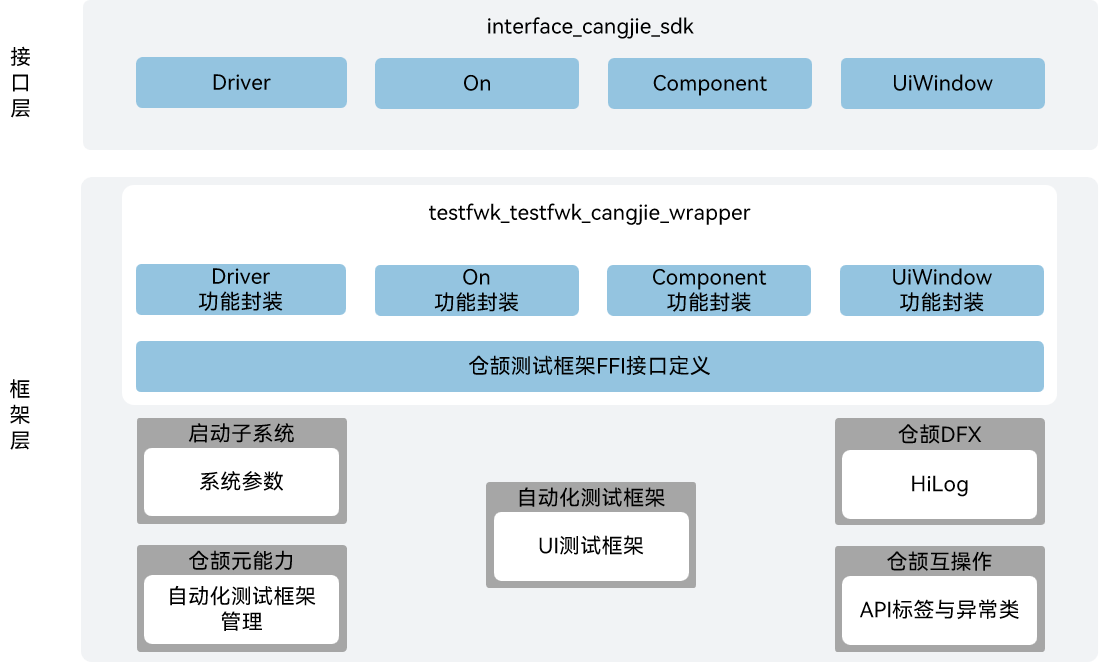 接
口
层
interface_cangjie_sdk
Driver
On
Component
UiWindow
框
架
层
testfwk_testfwk_cangjie_wrapper
Driver
功能封装
On
功能封装
Component
功能封装
UiWindow
功能封装
仓颉测试框架FFI接口定义
启动子系统
系统参数
仓颉DFX
HiLog
自动化测试框架
UI测试框架
仓颉元能力
自动化测试框架
管理
仓颉互操作
API标签与异常类